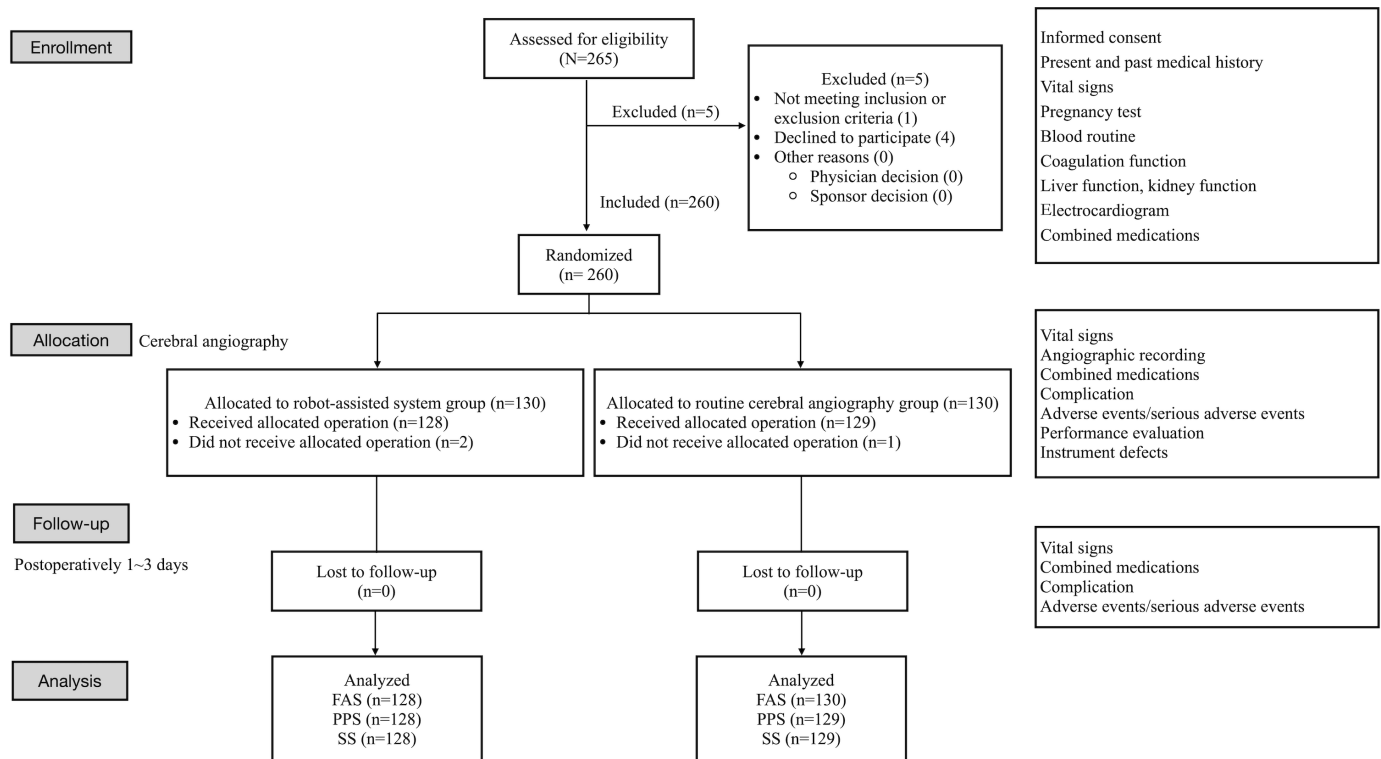 Enrollment
Assessed for eligibility
(N=265)
Excluded (n=5)
Excluded (n=5)
• Not meeting inclusion or
exclusion criteria (1)
• Declined to participate (4)
• Other reasons (0)
○ Physician decision (0)
○ Sponsor decision (0)
Included (n=260)
Randomized
(n= 260)
Informed consent
Present and past medical history
Vital signs
Pregnancy test
Blood routine
Coagulation function
Liver function, kidney function
Electrocardiogram
Combined medications
Allocation
Cerebral angiography
Allocated to robot-assisted system group (n=130)
• Received allocated operation (n=128)
• Did not receive allocated operation (n=2)
Allocated to routine cerebral angiography group (n=130)
• Received allocated operation (n=129)
• Did not receive allocated operation (n=1)
Vital signs
Angiographic recording
Combined medications
Complication
Adverse events/serious adverse events
Performance evaluation
Instrument defects
Follow-up
Postoperatively 1~3 days
Lost to follow-up
(n=0)
Lost to follow-up
(n=0)
Vital signs
Combined medications
Complication
Adverse events/serious adverse events
Analysis
Analyzed
FAS (n=128)
PPS (n=128)
SS (n=128)
Analyzed
FAS (n=130)
PPS (n=129)
SS (n=129)